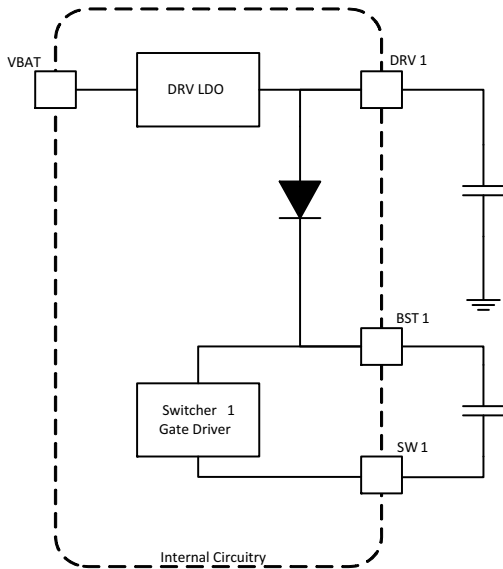 VBAT
DRV LDO
DRV 1
BST 1
Switcher 1
Gate Driver
SW 1
Internal Circuitry